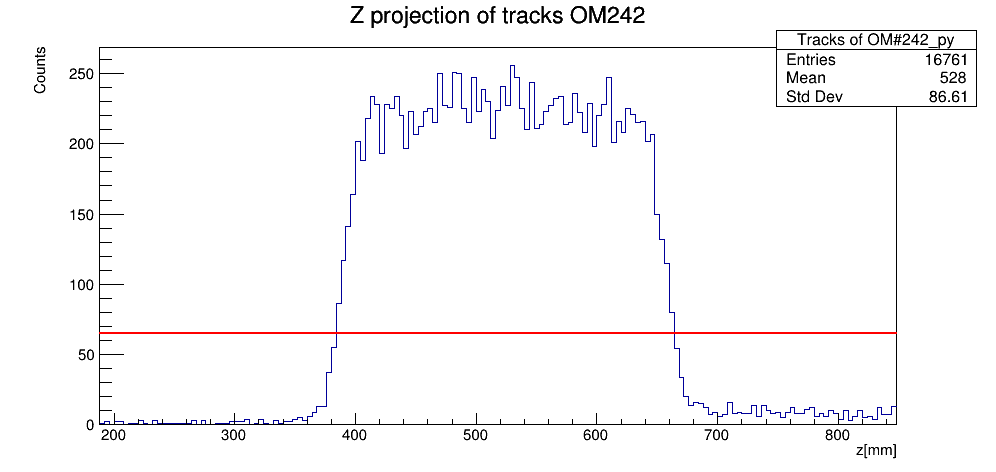 Z projection of tracks OM242
Counts
Tracks of OM#242_py
Entries 16761
Mean 528
Std Dev 86.61
250
200
150
100
50
0
200 300 400 500 600 700 800
z[mm]